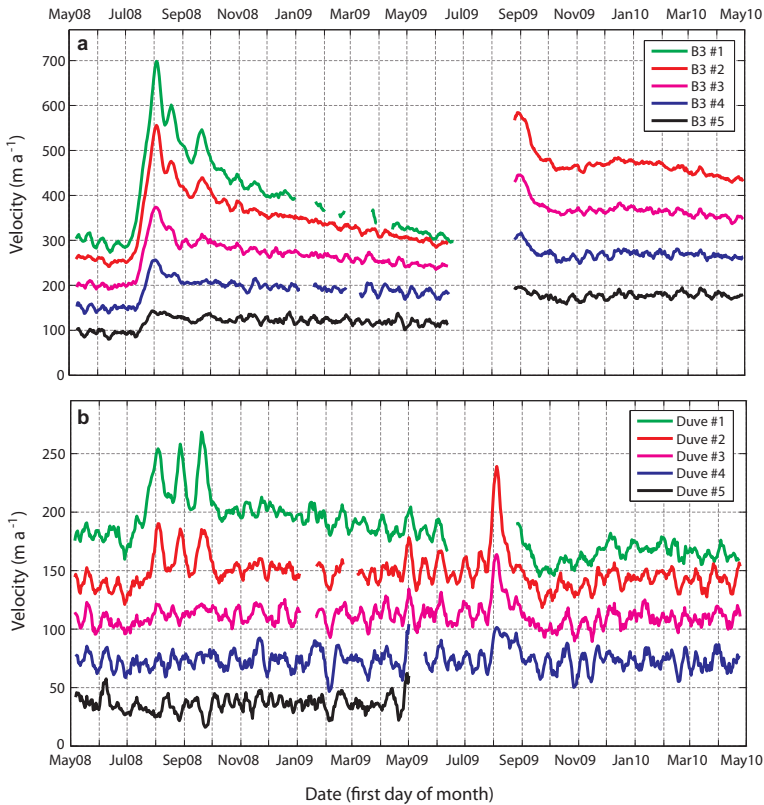 May08 Jul08 Sep08 Nov08 Jan09 Mar09 May09 Sep09 Nov09 Jan10 May10
a
700
600
500
400
300
200
100
0
Velocity (m a⁻¹)
B3 #1
B3 #2
B3 #3
B3 #4
B3 #5
b
250
200
150
100
50
0
Velocity (m a⁻¹)
Duve #1
Duve #2
Duve #3
Duve #4
Duve #5
May08 Jul08 Sep08 Nov08 Jan09 Mar09 May09 Jul09 Sep09 Nov09 Jan10 Mar10 May10
Date (first day of month)